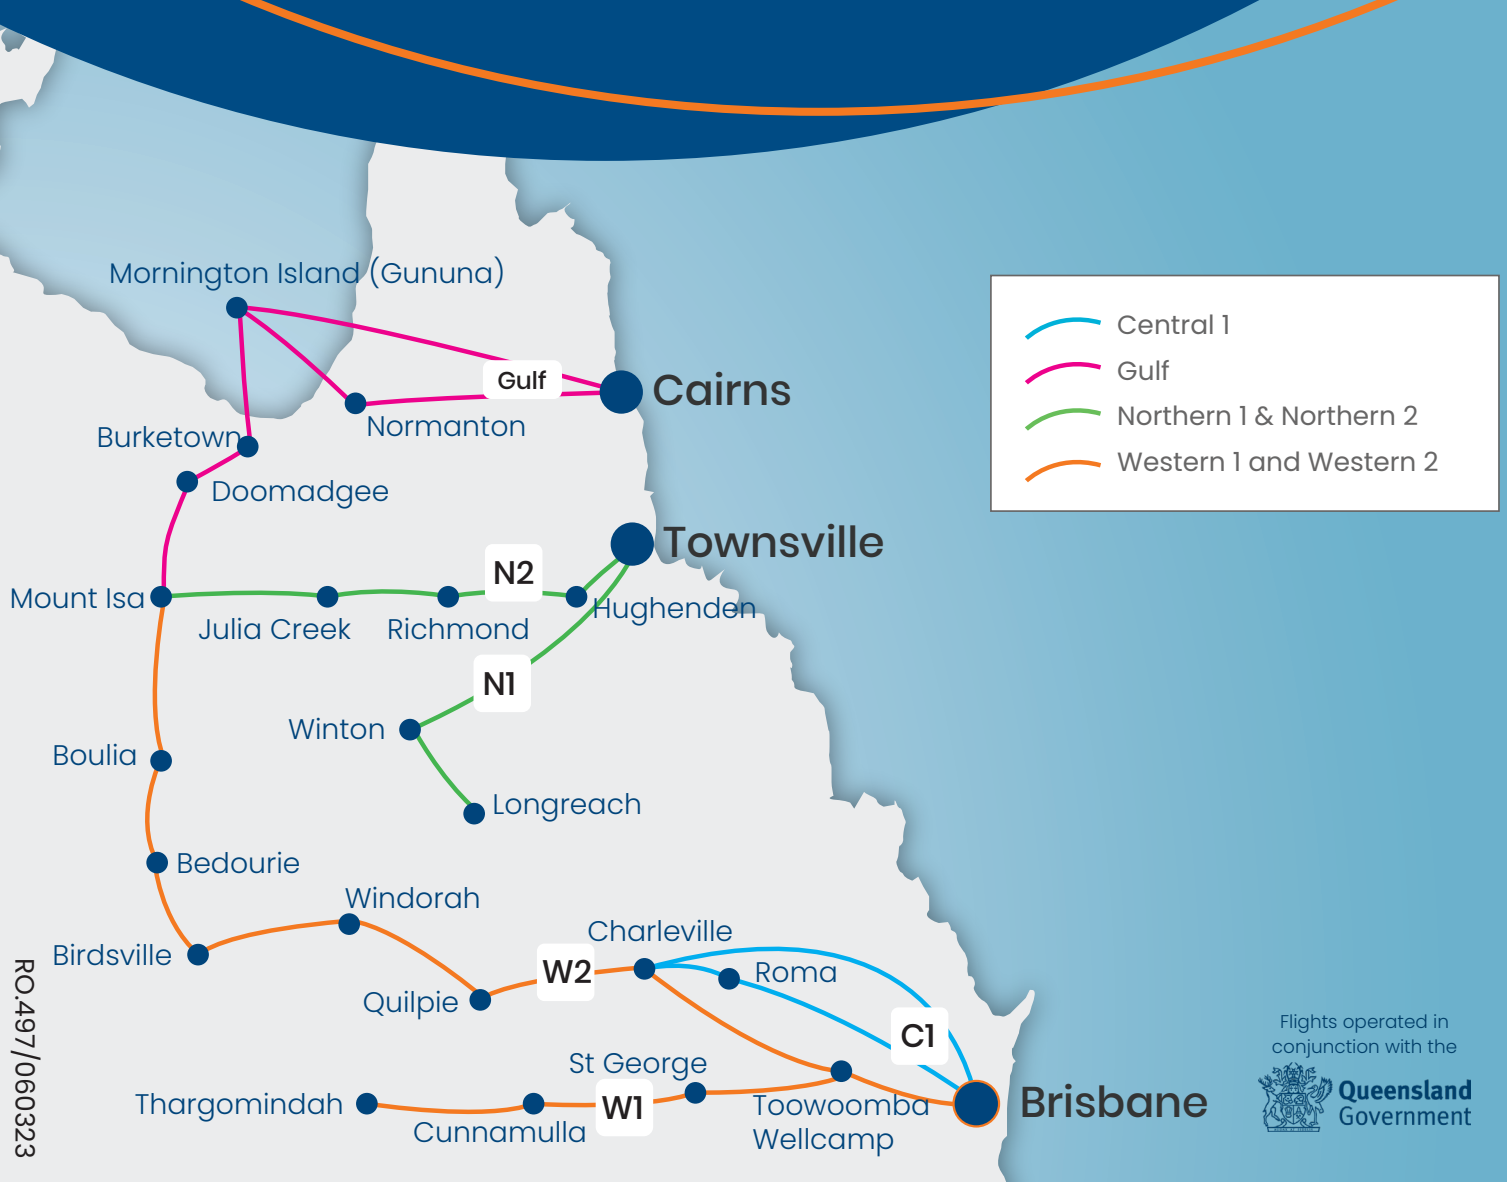 Mornington Island (Gununa)
Central 1
Gulf
Northern 1 & Northern 2
Western 1 and Western 2
Gulf
Cairns
Normanton
Burketown
Doomadgee
Townsville
N2
Mount Isa
Hughenden
Julia Creek
Richmond
N1
Winton
Boulia
Longreach
Bedourie
Windorah
Charleville
Birdsville
W2
Roma
Quilpie
C1
St George
Thargomindah
W1
Cunnamulla
Toowoomba
Wellcamp
Brisbane
Flights operated in
conjunction with the
Queensland
Government
RO.497/060323